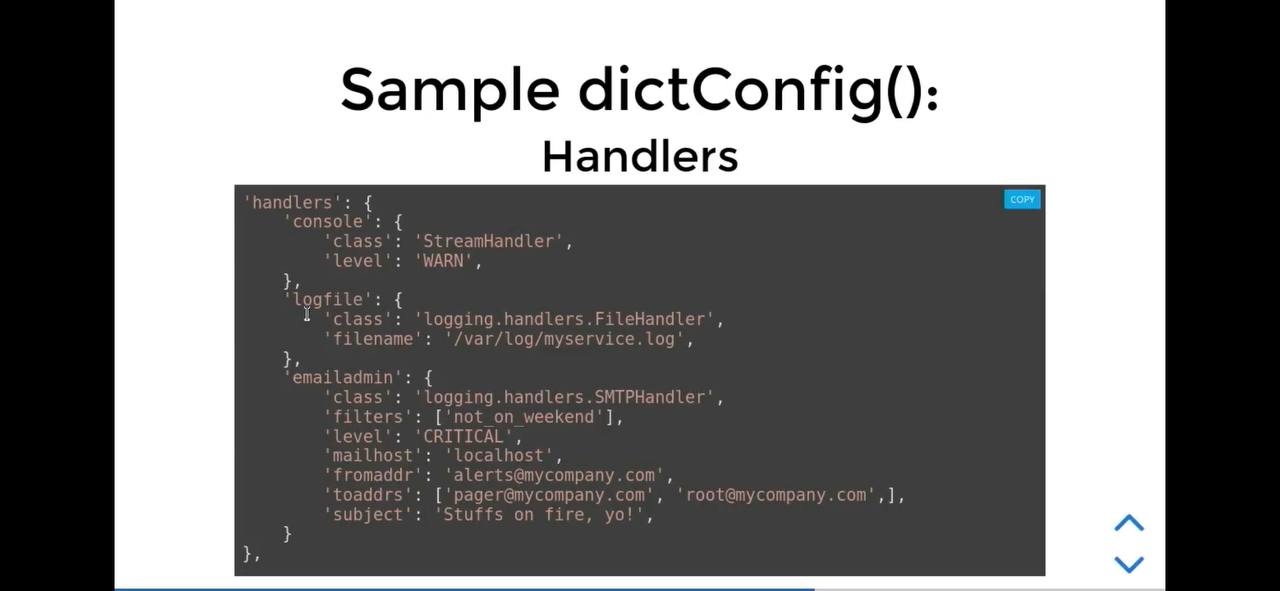 Sample dictConfig():
Handlers
COPY
'handlers': {
    'console': {
        'class': 'StreamHandler',
        'level': 'WARN',
    },
    'logfile': {
        'class': 'logging.handlers.FileHandler',
        'filename': '/var/log/myservice.log',
    },
    'emailadmin': {
        'class': 'logging.handlers.SMTPHandler',
        'filters': ['not_on_weekend'],
        'level': 'CRITICAL',
        'mailhost': 'localhost',
        'fromaddr': 'alerts@mycompany.com',
        'toaddrs': ['pager@mycompany.com', 'root@mycompany.com',],
        'subject': 'Stuffs on fire, yo!',
    }
},